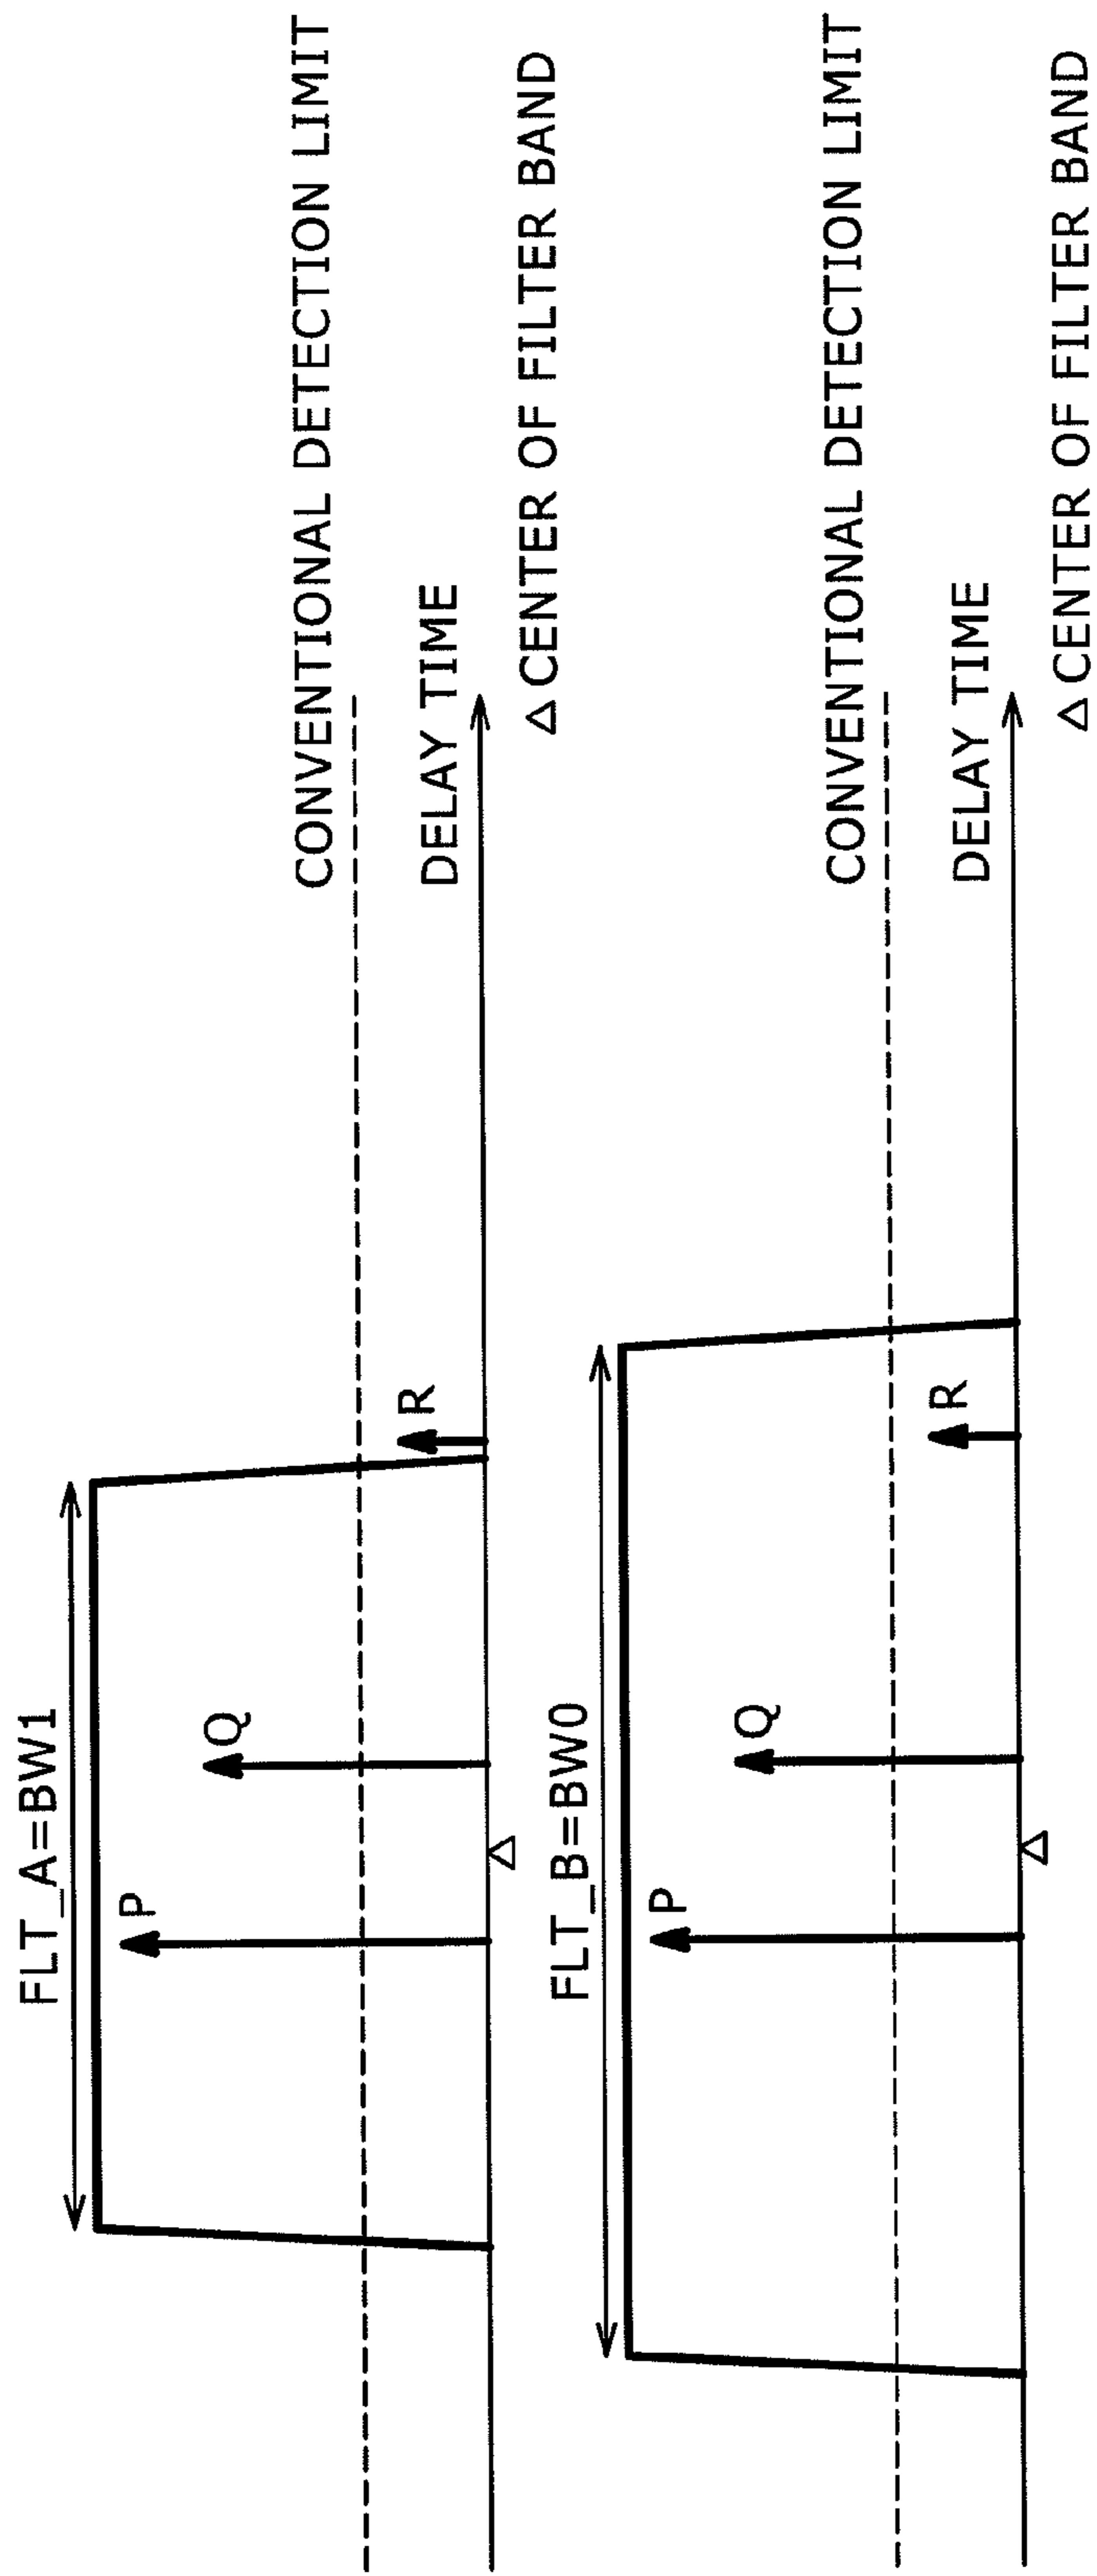 FLT_A=BW1
P
Q
R
CONVENTIONAL DETECTION LIMIT
DELAY TIME
△
△ CENTER OF FILTER BAND
FLT_B=BW0
P
Q
R
CONVENTIONAL DETECTION LIMIT
DELAY TIME
△
△ CENTER OF FILTER BAND